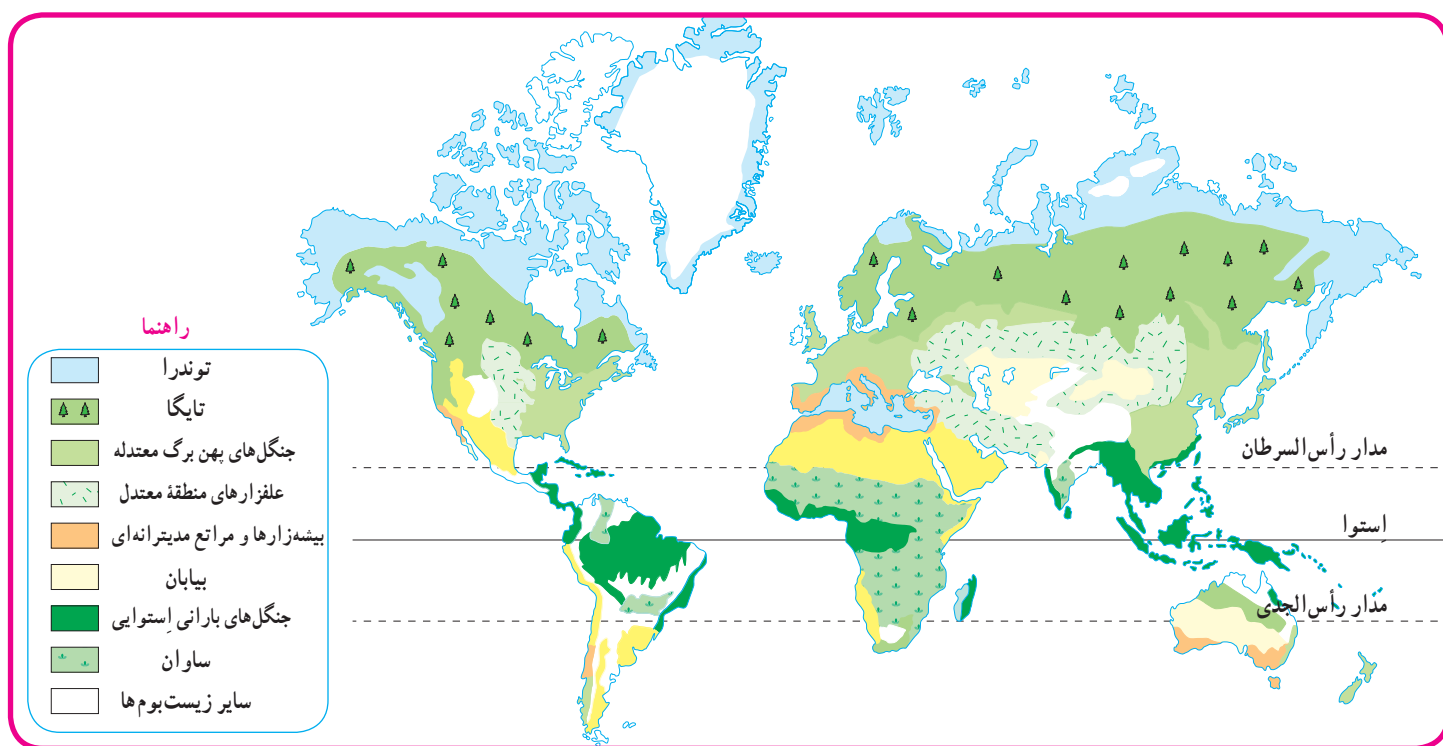 راهنما
توندرا
تایگا
جنگل‌های پهن برگ معتدله
علفزارهای منطقهٔ معتدل
بیشه‌زارها و مراتع مدیترانه‌ای
بیابان
جنگل‌های بارانی اِستوایی
ساوان
سایر زیست‌بوم‌ها
مدار رأس‌السرطان
اِستوا
مدار رأس‌الجدی